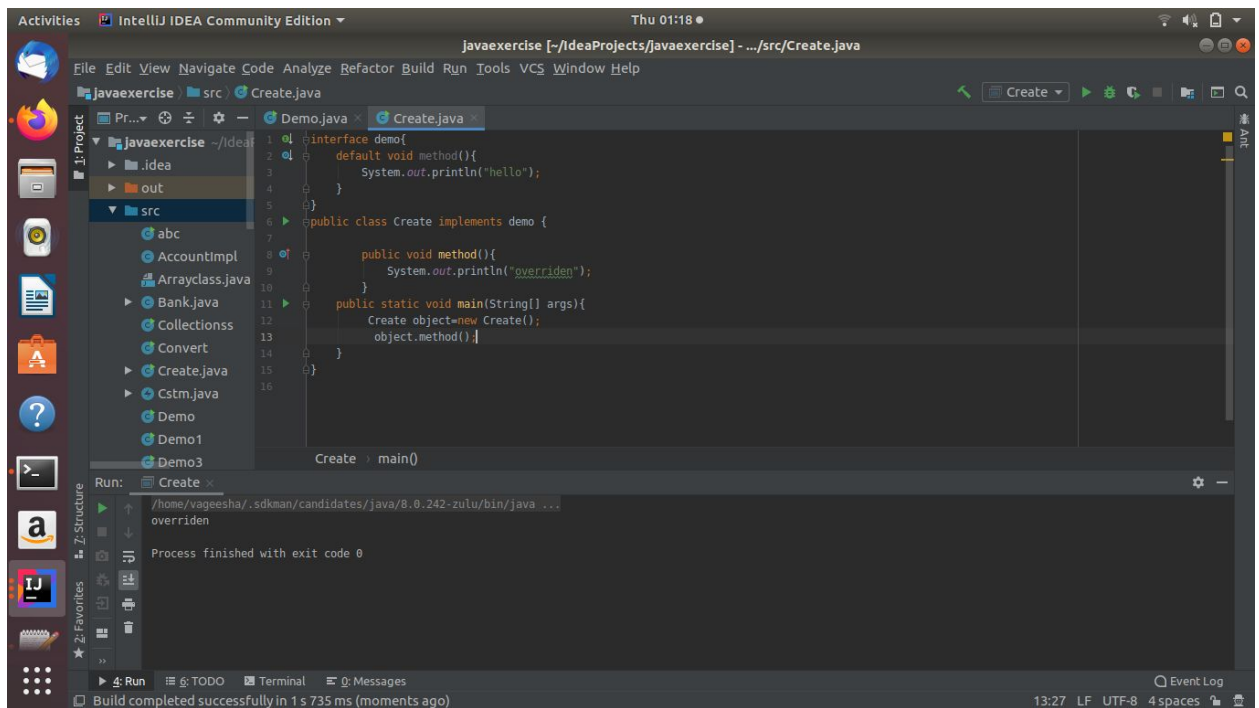 Activities IntelliJ IDEA Community Edition Thu 01:18
javaexercise [~/IdeaProjects/javaexercise] - .../src/Create.java
File Edit View Navigate Code Analyze Refactor Build Run Tools VCS Window Help
javaexercise src Create.java Create
1: Project
Pr... Demo.java Create.java
Ant
javaexercise ~/Idea
.idea
out
src
abc
AccountImpl
Arrayclass.java
Bank.java
Collectionss
Convert
Create.java
Cstm.java
Demo
Demo1
Demo3
1 interface demo{
2 default void method(){
3 System.out.println("hello");
4 }
5 }
6 public class Create implements demo {
7
8 public void method(){
9 System.out.println("overriden");
10 }
11 public static void main(String[] args){
12 Create object=new Create();
13 object.method();
14 }
15 }
16
Create main()
Run: Create
7: Structure
2: Favorites
/home/vageesha/.sdkman/candidates/java/8.0.242-zulu/bin/java ...
overriden
Process finished with exit code 0
4: Run 6: TODO Terminal 0: Messages Event Log
Build completed successfully in 1 s 735 ms (moments ago) 13:27 LF UTF-8 4 spaces